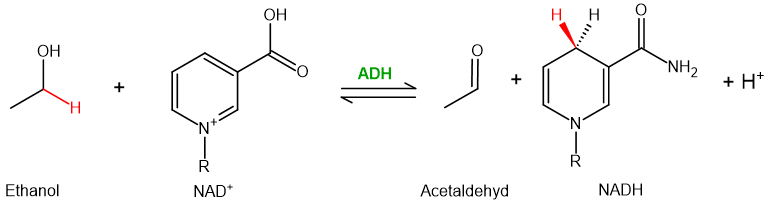 OH
H
Ethanol
+
OH
O
N+
R
NAD+
ADH
O
Acetaldehyd
+
H H
O
NH2
N
R
NADH
+ H+